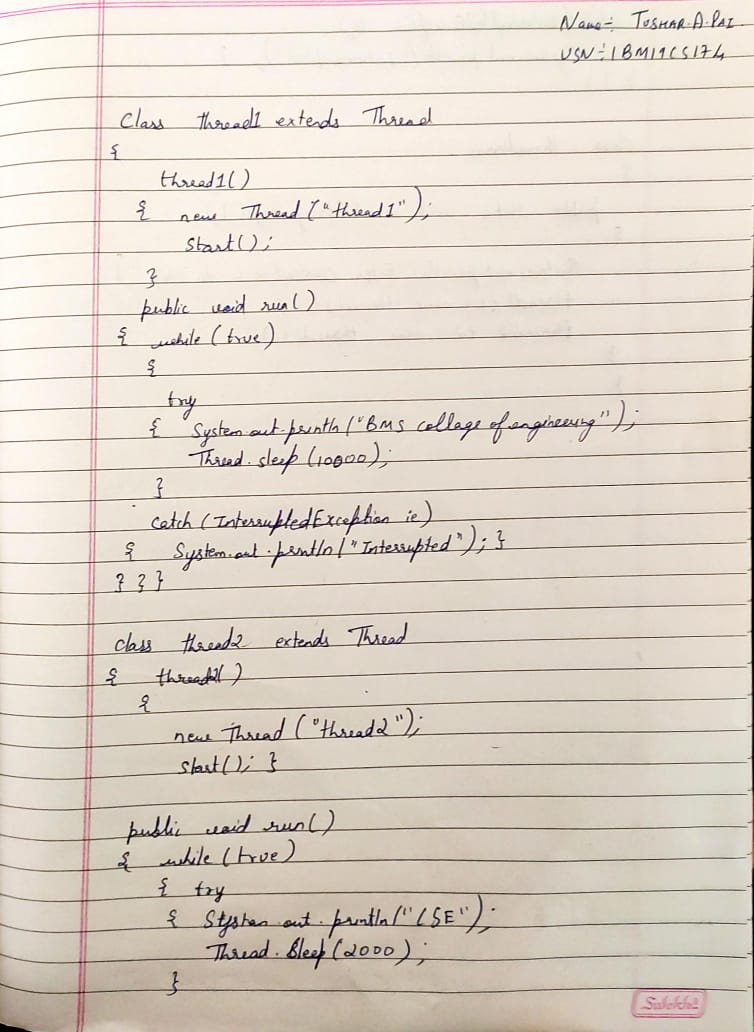 Name:- TUSHAR.A.PAI
USN:-1BM19CS174
Class thread1 extends Thread
{
thread1()
{ new Thread ("thread1");
Start();
}
public void run()
{ while (true)
{
try
{ System.out.println("BMS collage of engineering");
Thread.sleep (10000);
}
catch (InterruptedException ie)
{ System.out.println("Interrupted"); }
} } }
class thread2 extends Thread
{ thread2()
{
new Thread ("thread2");
start(); }
public void run()
{ while (true)
{ try
{ System.out.println("CSE");
Thread.Sleep (2000);
}
Sulekha